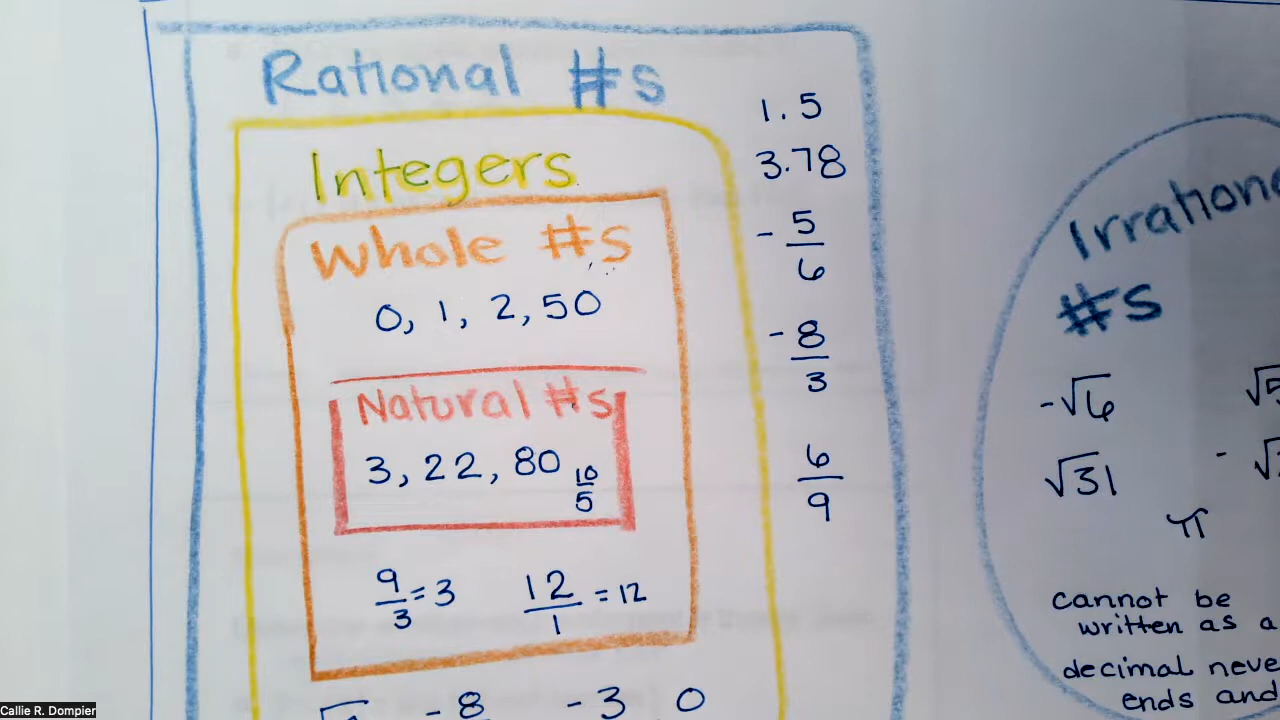 Rational #s
1.5
3.78
- 5/6
- 8/3
6/9
Integers
Whole #s
0, 1, 2, 50
Natural #s
3, 22, 80 10/5
9/3 = 3 12/1 = 12
- 8 - 3 0
#s
-√6
√31
-
π
cannot be
written as a
decimal
ends and
Callie R. Dompier